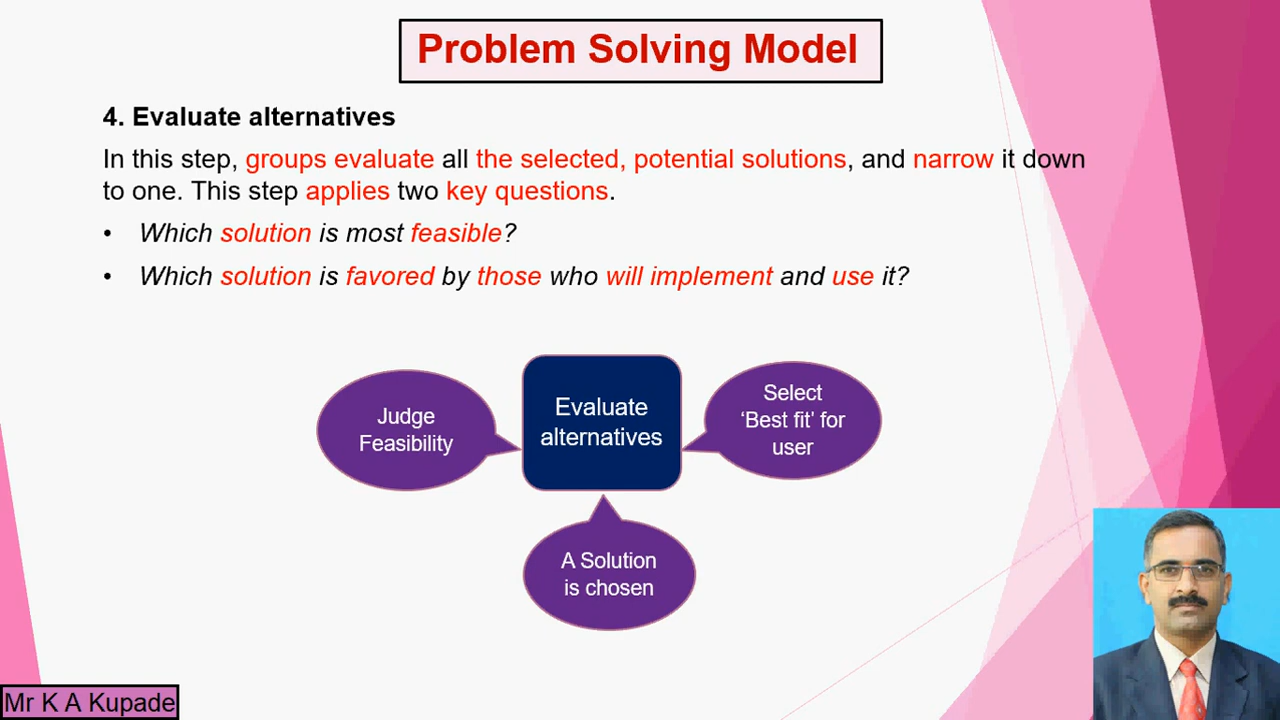 Problem Solving Model
4. Evaluate alternatives
In this step, groups evaluate all the selected, potential solutions, and narrow it down
to one. This step applies two key questions.
• Which solution is most feasible?
• Which solution is favored by those who will implement and use it?
Judge
Feasibility
Evaluate
alternatives
Select
‘Best fit’ for
user
A Solution
is chosen
Mr K A Kupade